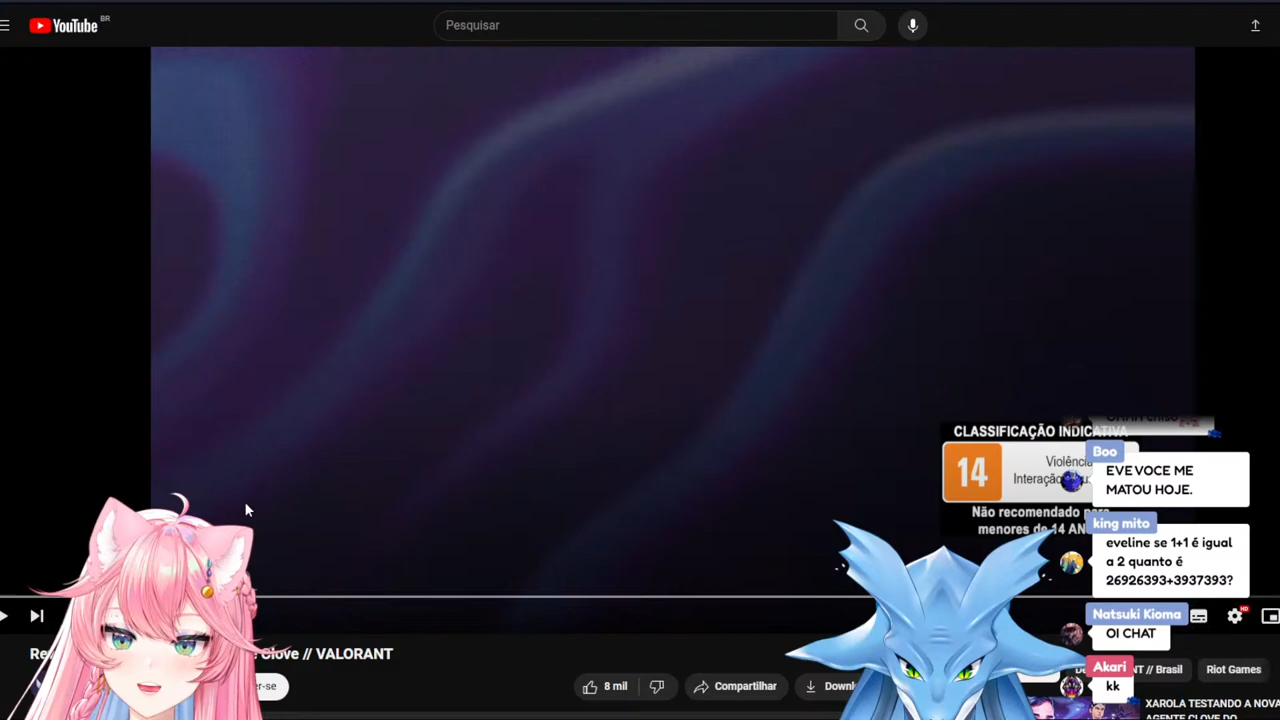 YouTube BR
Pesquisar
CLASSIFICAÇÃO INDICATIVA
14
Violência
Não recomendado para
menores de 14
Boo
EVE VOCE ME
MATOU HOJE.
king mito
eveline se 1+1 é igual
a 2 quanto é
26926393+3937393?
Natsuki Kioma
OI CHAT
Akari
kk
HD
Clove // VALORANT
8 mil
Compartilhar
// Brasil
Riot Games
XAROLA TESTANDO A NOVA
AGENTE CLOVE DO